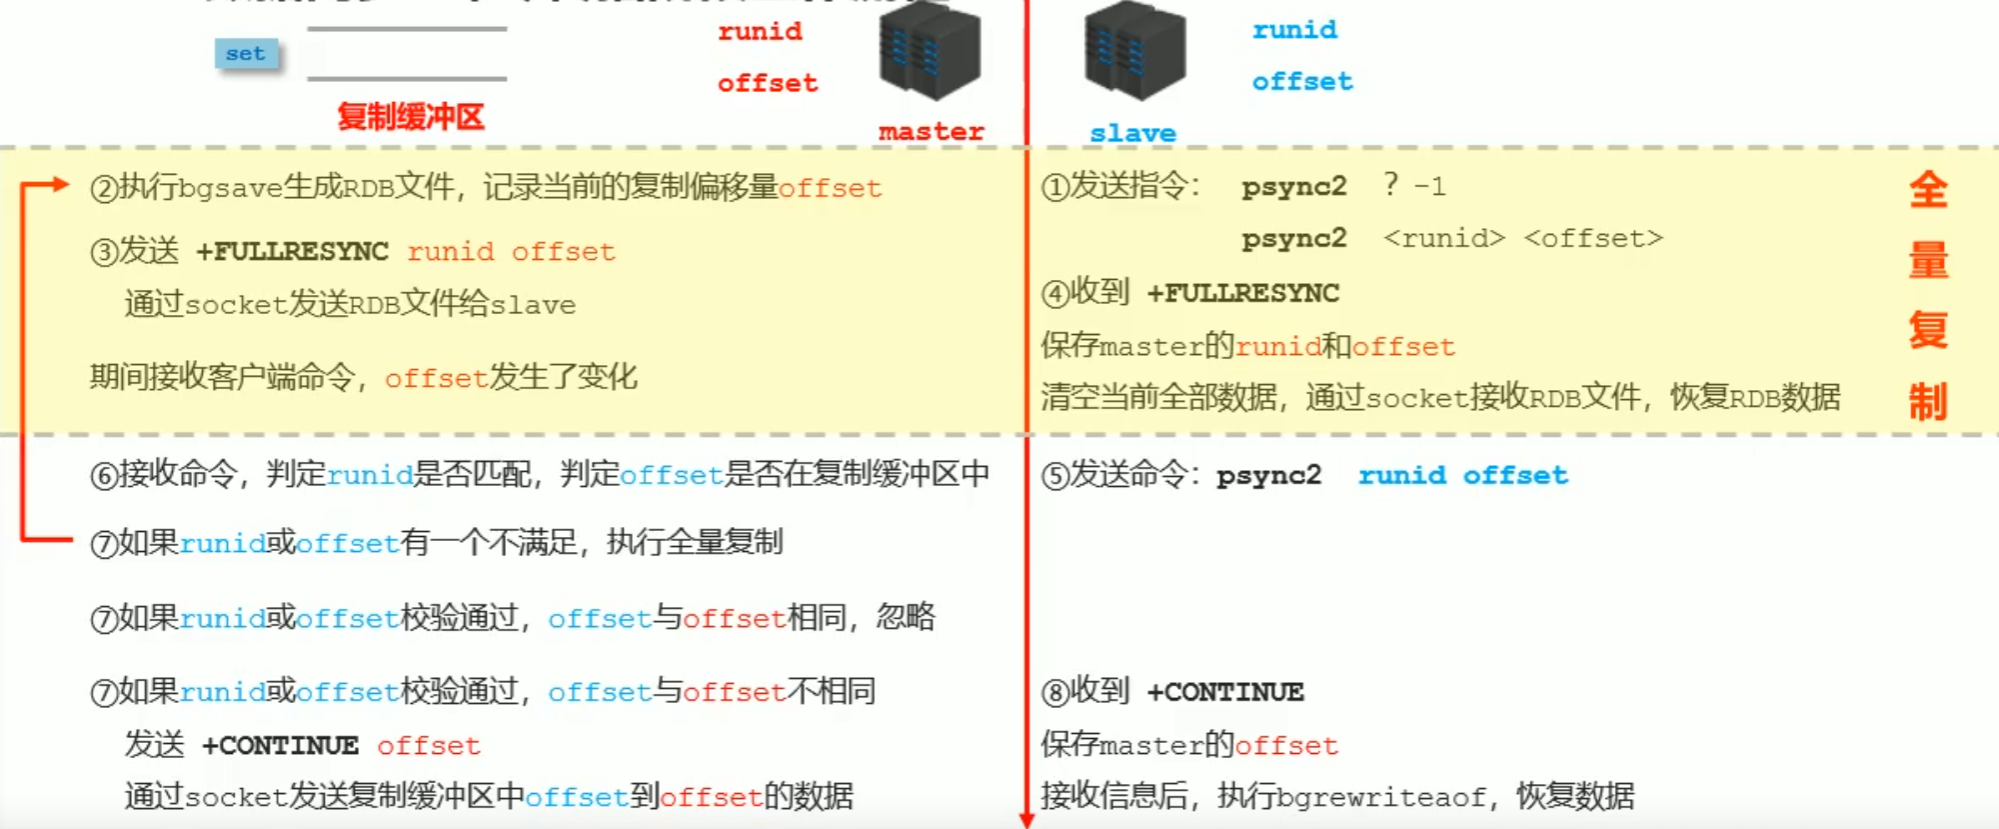 set
复制缓冲区
runid
offset
master
slave
runid
offset
②执行bgsave生成RDB文件，记录当前的复制偏移量offset
③发送 +FULLRESYNC runid offset
通过socket发送RDB文件给slave
期间接收客户端命令，offset发生了变化
①发送指令： psync2 ? -1
psync2 <runid> <offset>
④收到 +FULLRESYNC
保存master的runid和offset
清空当前全部数据，通过socket接收RDB文件，恢复RDB数据
全
量
复
制
⑥接收命令，判定runid是否匹配，判定offset是否在复制缓冲区中
⑦如果runid或offset有一个不满足，执行全量复制
⑦如果runid或offset校验通过，offset与offset相同，忽略
⑦如果runid或offset校验通过，offset与offset不相同
发送 +CONTINUE offset
通过socket发送复制缓冲区中offset到offset的数据
⑤发送命令：psync2 runid offset
⑧收到 +CONTINUE
保存master的offset
接收信息后，执行bgrewriteaof，恢复数据